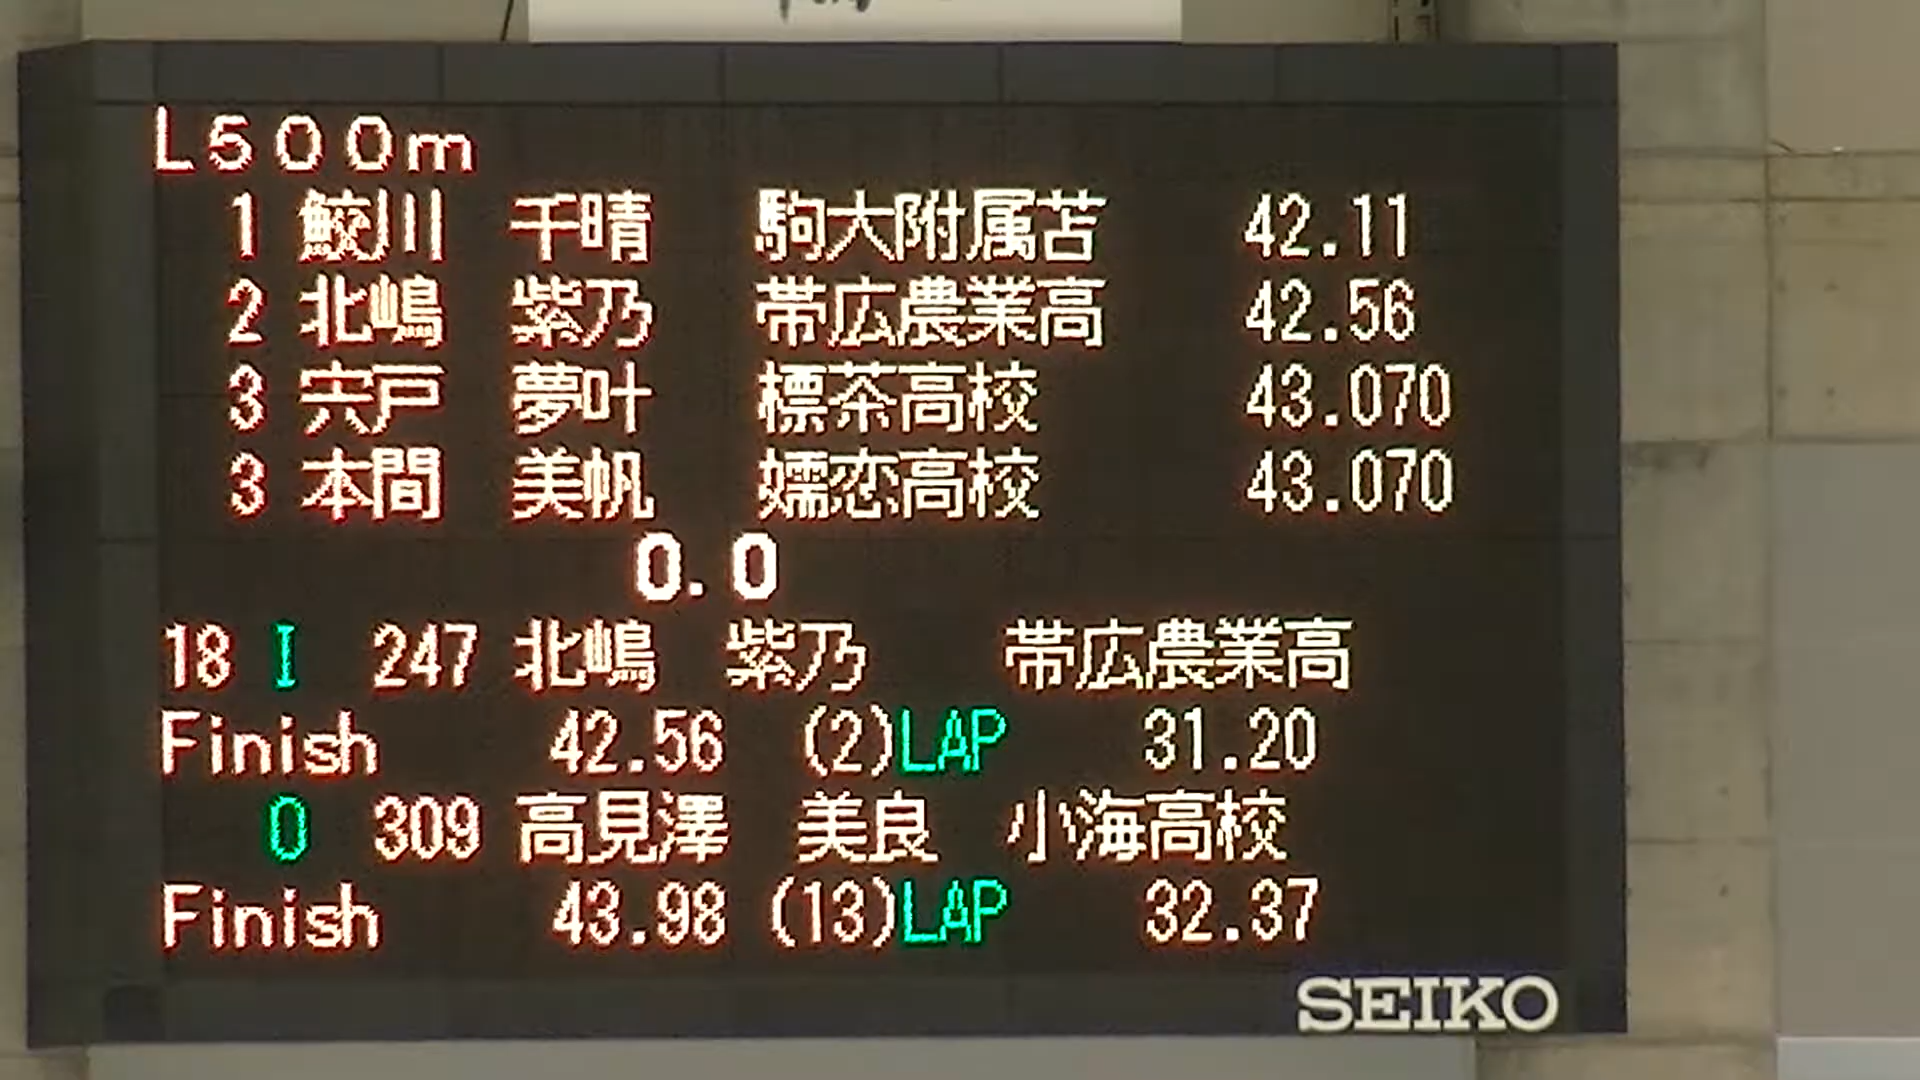 L500m
1 鮫川 千晴 駒大附属苫 42.11
2 北嶋 紫乃 帯広農業高 42.56
3 宍戸 夢叶 標茶高校 43.070
3 本間 美帆 嬬恋高校 43.070
0.0
18 I 247 北嶋 紫乃 帯広農業高
Finish 42.56 (2)LAP 31.20
O 309 高見澤 美良 小海高校
Finish 43.98 (13)LAP 32.37
SEIKO